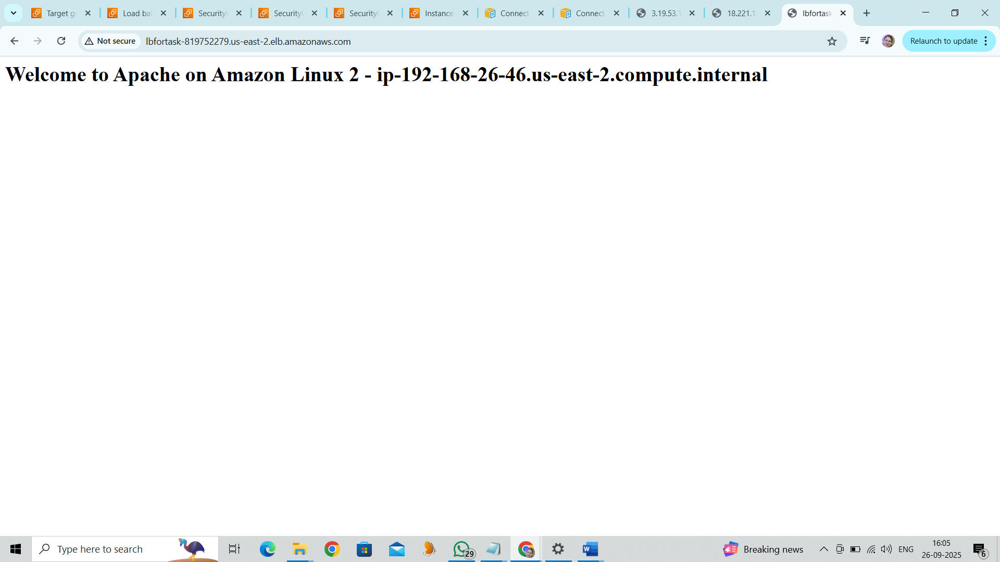 Target g
Load ba
Security
Security
Security
Instance
Connect
Connect
3.19.53.1
18.221.1
lbfortask
Not secure
lbfortask-819752279.us-east-2.elb.amazonaws.com
Relaunch to update
Welcome to Apache on Amazon Linux 2 - ip-192-168-26-46.us-east-2.compute.internal
Type here to search
29
Breaking news
ENG
16:05
26-09-2025
6